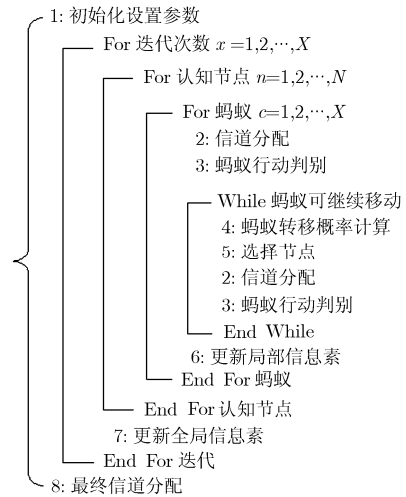 1: 初始化设置参数
For 迭代次数 x =1,2,···,X
For 认知节点 n=1,2,···,N
For 蚂蚁 c=1,2,···,X
2: 信道分配
3: 蚂蚁行动判别
While 蚂蚁可继续移动
4: 蚂蚁转移概率计算
5: 选择节点
2: 信道分配
3: 蚂蚁行动判别
End While
6: 更新局部信息素
End For 蚂蚁
End For 认知节点
7: 更新全局信息素
End For 迭代
8: 最终信道分配